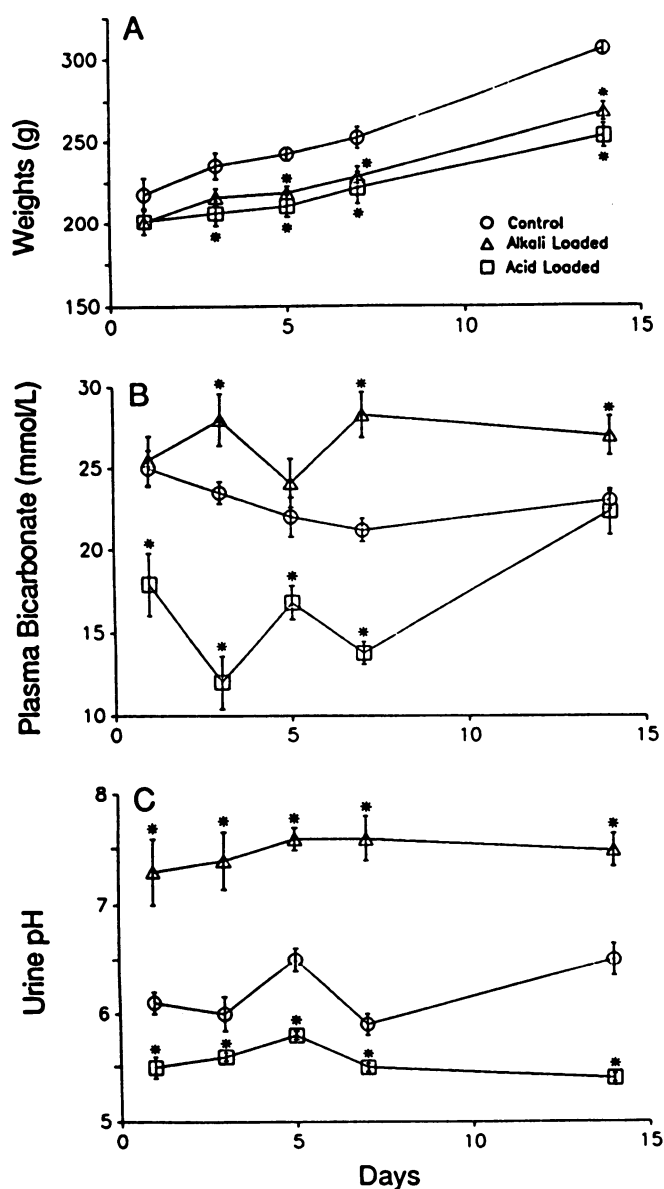 A
Weights (g)
300
250
200
150
0
5
10
15
* * * * * * * *
Control
Alkali Loaded
Acid Loaded
B
Plasma Bicarbonate (mmol/L)
30
25
20
15
10
0
5
10
15
* * * * * * *
C
Urine pH
8
7
6
5
0
5
10
15
* * * * * * * * * *
Days